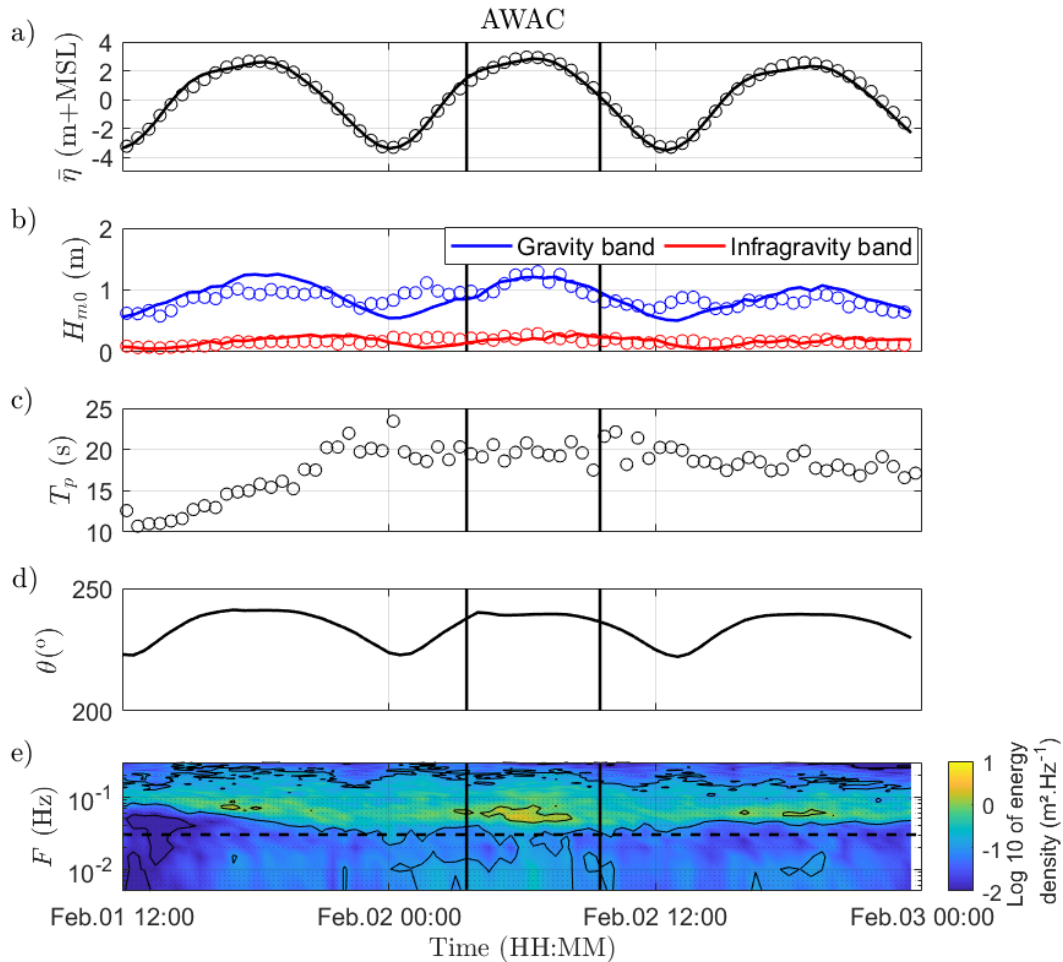 AWAC
a)
4
2
0
-2
-4
η̄ (m+MSL)
b)
2
1
0
H_{m0} (m)
Gravity band
Infragravity band
c)
25
20
15
10
T_p (s)
d)
250
200
θ(°)
e)
10^{-1}
10^{-2}
F (Hz)
1
0
-1
-2
Log 10 of energy
density (m².Hz^{-1})
Feb.01 12:00 Feb.02 00:00 Feb.02 12:00 Feb.03 00:00
Time (HH:MM)